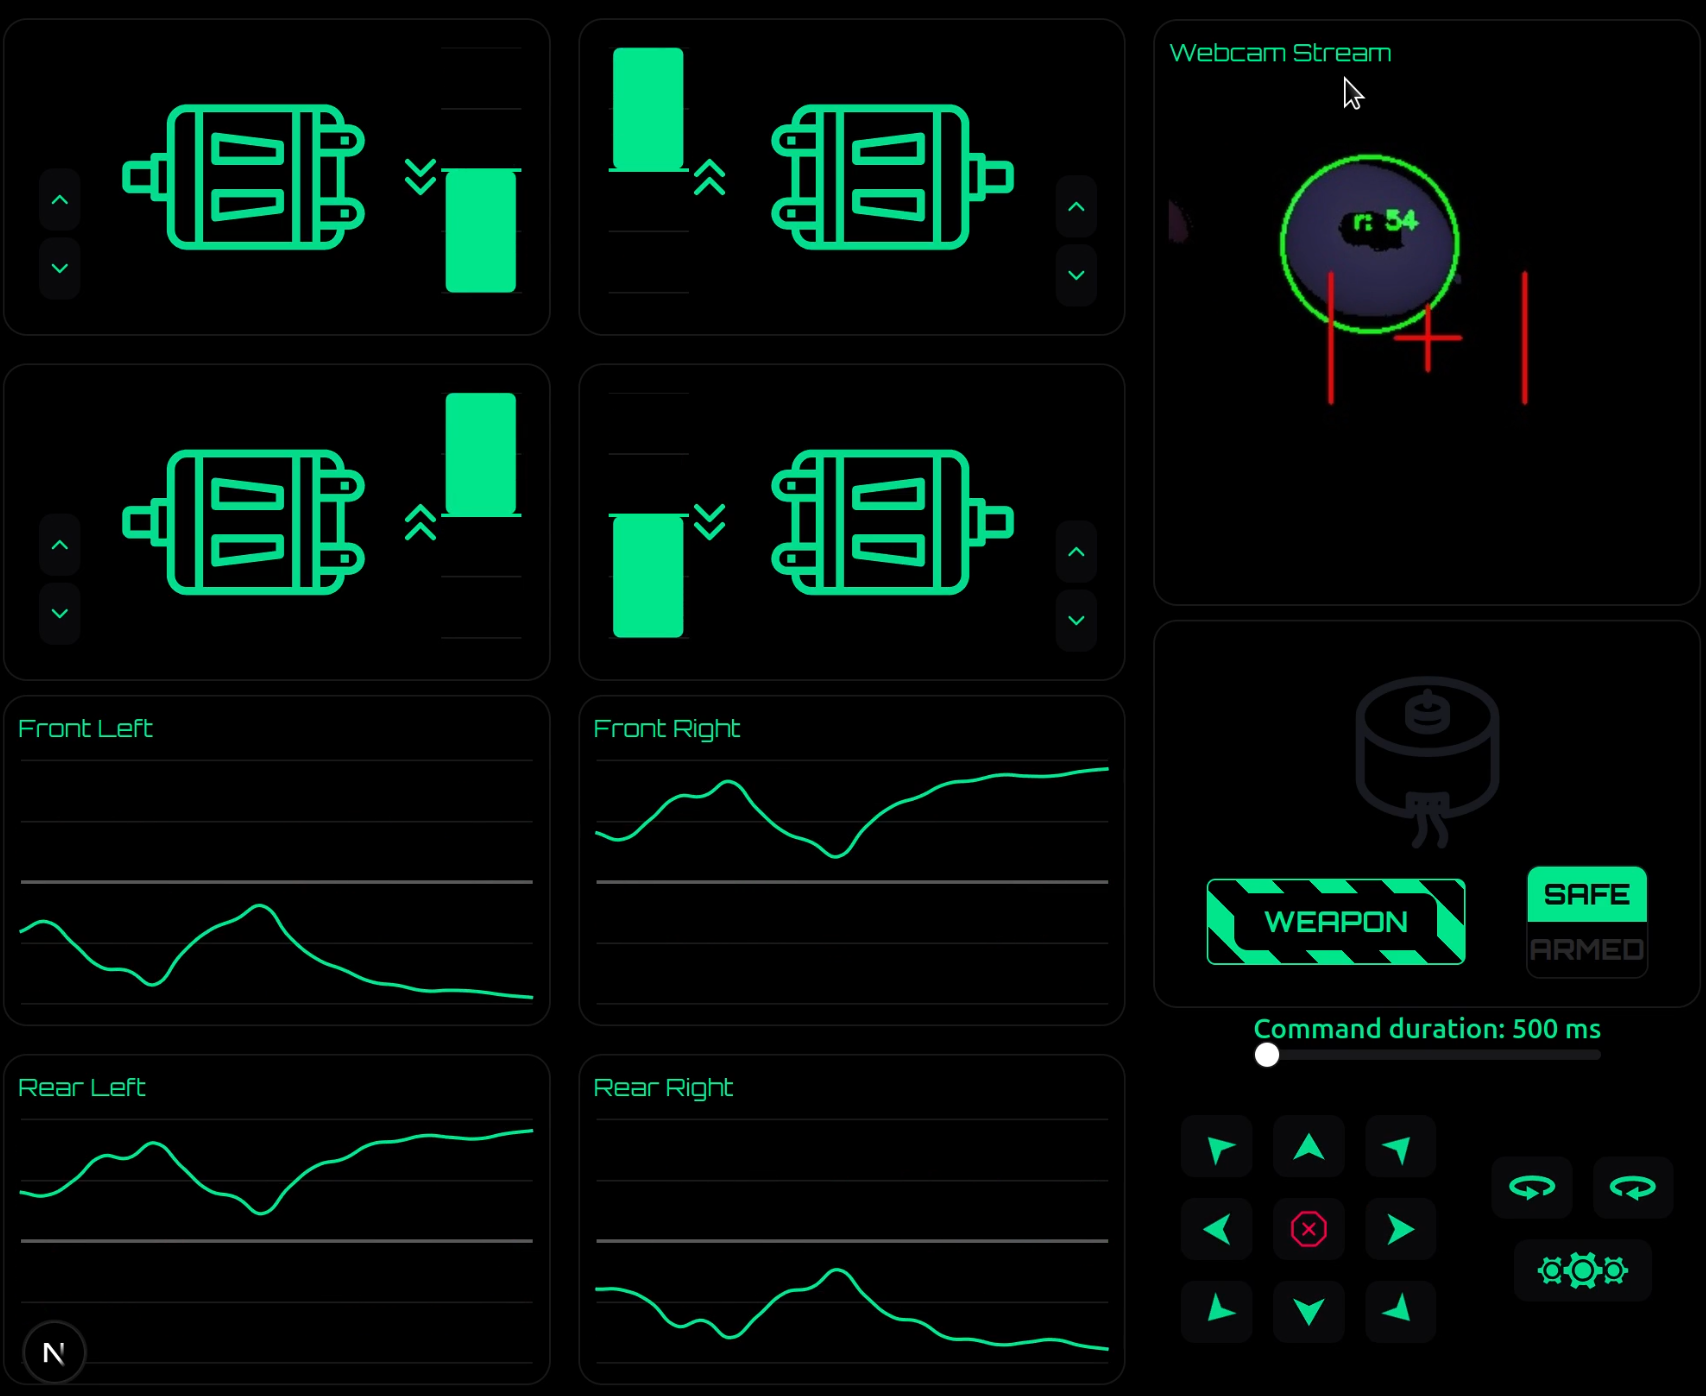 Webcam Stream
r: 54
Front Left
Front Right
WEAPON
SAFE
ARMED
Command duration: 500 ms
Rear Left
Rear Right
N